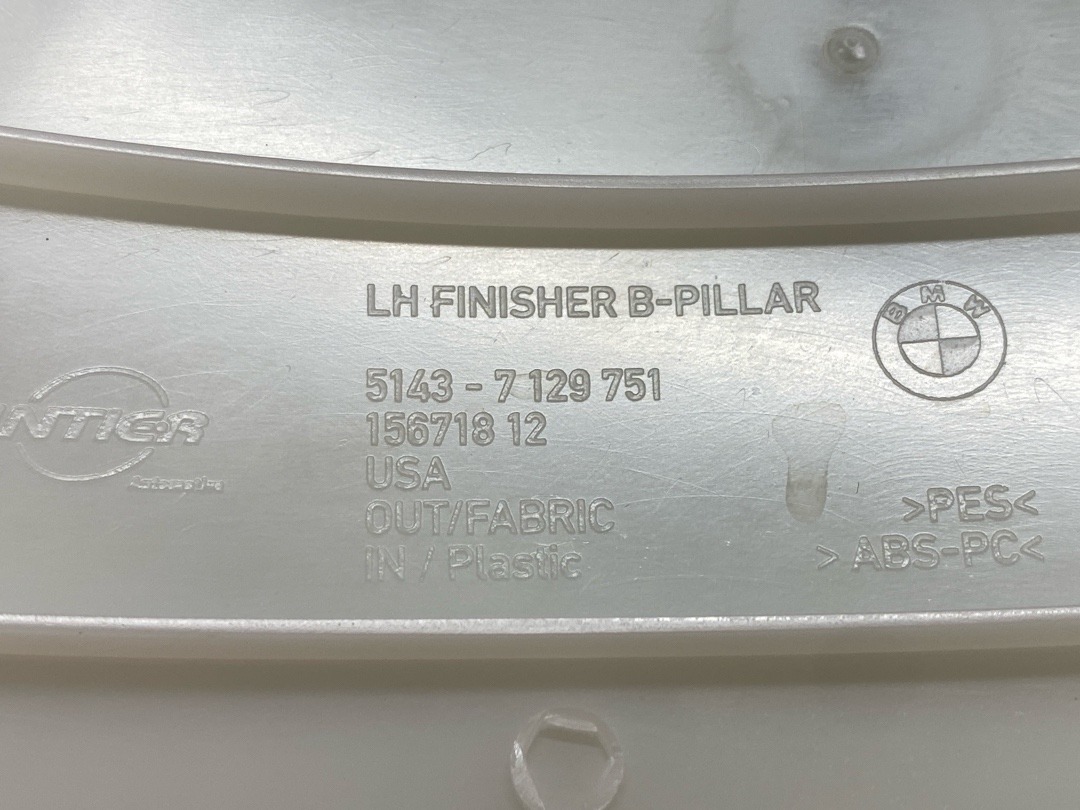 LH FINISHER B-PILLAR
BMW
5143 - 7 129 751
156718 12
USA
OUT/FABRIC
IN / Plastic
>PES<
>ABS-PC<